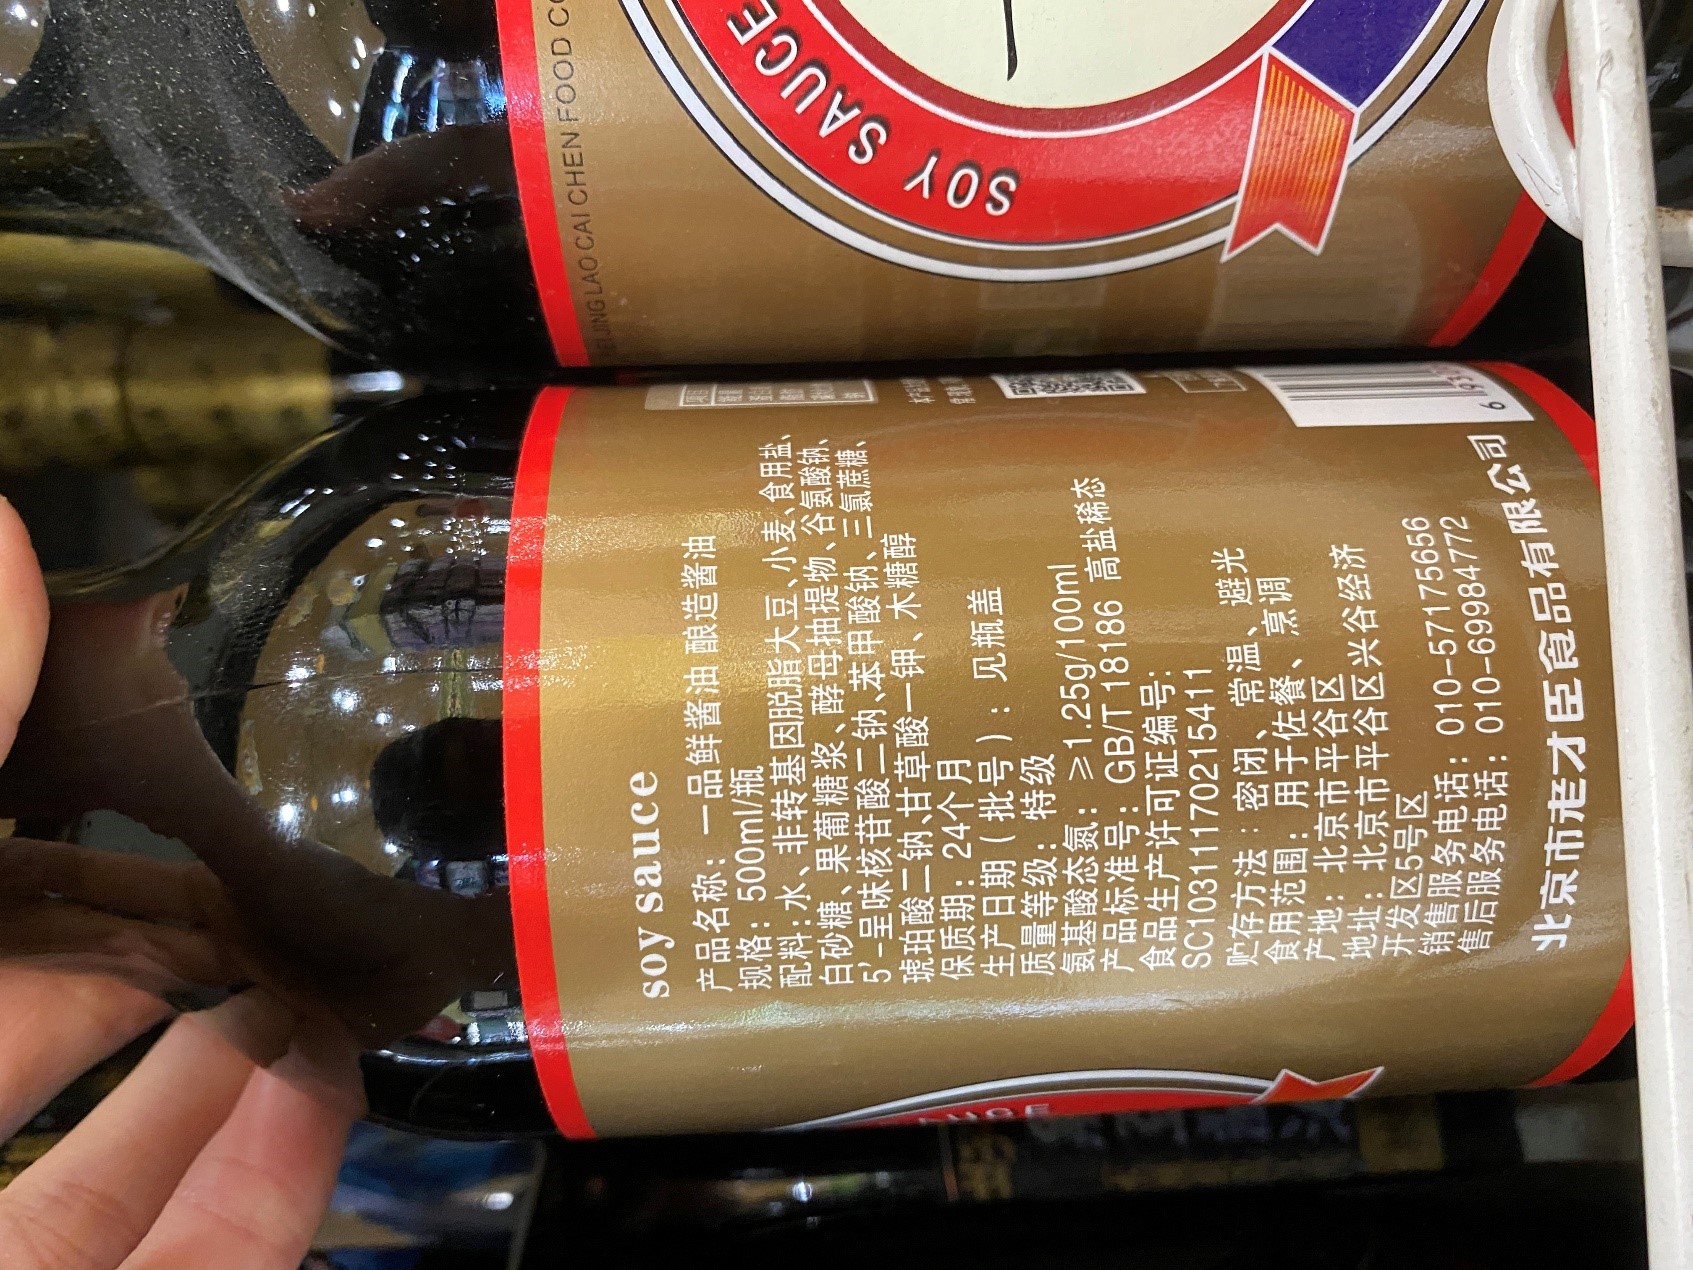 soy sauce
产品名称：一品鲜酱油 酿造酱油
规格：500ml/瓶
配料:水、非转基因脱脂大豆、小麦、食用盐、
白砂糖、果葡糖浆、酵母抽提物、谷氨酸钠、
5'-呈味核苷酸二钠、苯甲酸钠、三氯蔗糖、
琥珀酸二钠、甘草酸一钾、木糖醇
保质期：24个月
生产日期（批号）：见瓶盖
质量等级：特级
氨基酸态氮：≥1.25g/100ml
产品标准号：GB/T 18186 高盐稀态
食品生产许可证编号：
SC10311170215411
贮存方法：密闭、常温、避光
食用范围：用于佐餐、烹调
产地：北京市平谷区
地址：北京市平谷区兴谷经济
开发区5号区
销售服务电话：010-57175656
售后服务电话：010-69984772
北京市老才臣食品有限公司
SOY SAUCE
BEIJING LAO CAI CHEN FOOD CO